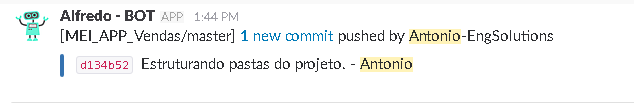 Alfredo - BOT APP 1:44 PM
[MEI_APP_Vendas/master] 1 new commit pushed by Antonio-EngSolutions
d134b52 Estruturando pastas do projeto. - Antonio